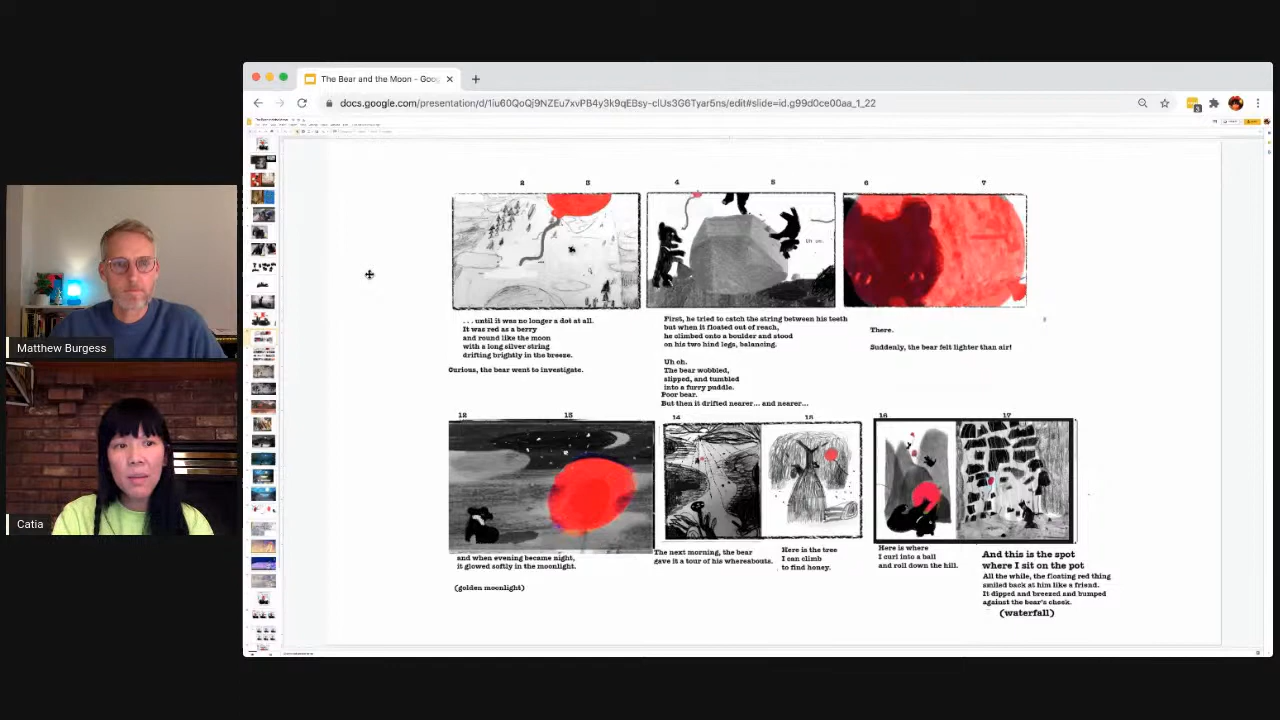 The Bear and the Moon - Goog
docs.google.com/presentation/d/1iu60QoQj9NZEu7xvPB4y3k9qEBsy-clUs3G6Tyar5ns/edit#slide=id.g99d0ce00aa_1_22
2 3
4 5
6 7
Uh oh.
. . . until it was no longer a dot at all.
It was red as a berry
and round like the moon
with a long silver string
drifting brightly in the breeze.
Curious, the bear went to investigate.
First, he tried to catch the string between his teeth
but when it floated out of reach,
he climbed onto a boulder and stood
on his two hind legs, balancing.
Uh oh.
The bear wobbled,
slipped, and tumbled
into a furry puddle.
Poor bear.
But then it drifted nearer... and nearer...
There.
Suddenly, the bear felt lighter than air!
12 13
14 15
16 17
and when evening became night,
it glowed softly in the moonlight.
(golden moonlight)
The next morning, the bear
gave it a tour of his whereabouts.
Here is the tree
I can climb
to find honey.
Here is where
I curl into a ball
and roll down the hill.
And this is the spot
where I sit on the pot
All the while, the floating red thing
smiled back at him like a friend.
It dipped and breezed and bumped
against the bear's cheek.
(waterfall)
Matthew Burgess
Catia